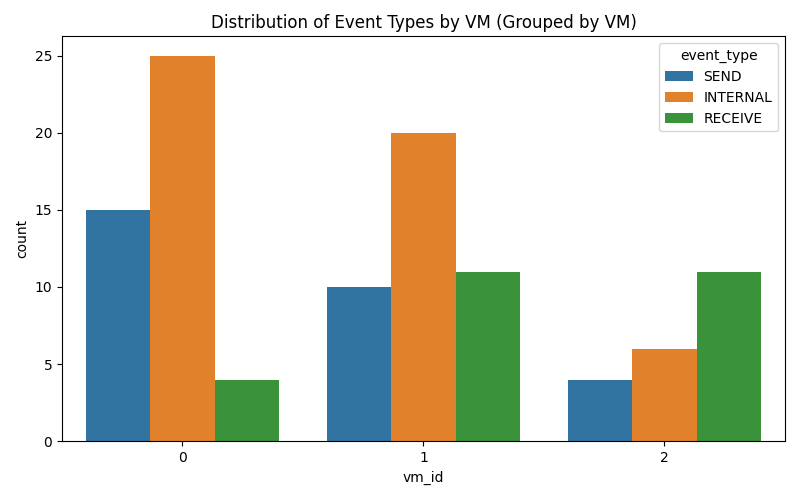 Distribution of Event Types by VM (Grouped by VM)
event_type
SEND
INTERNAL
RECEIVE
count
25
20
15
10
5
0
0 1 2
vm_id